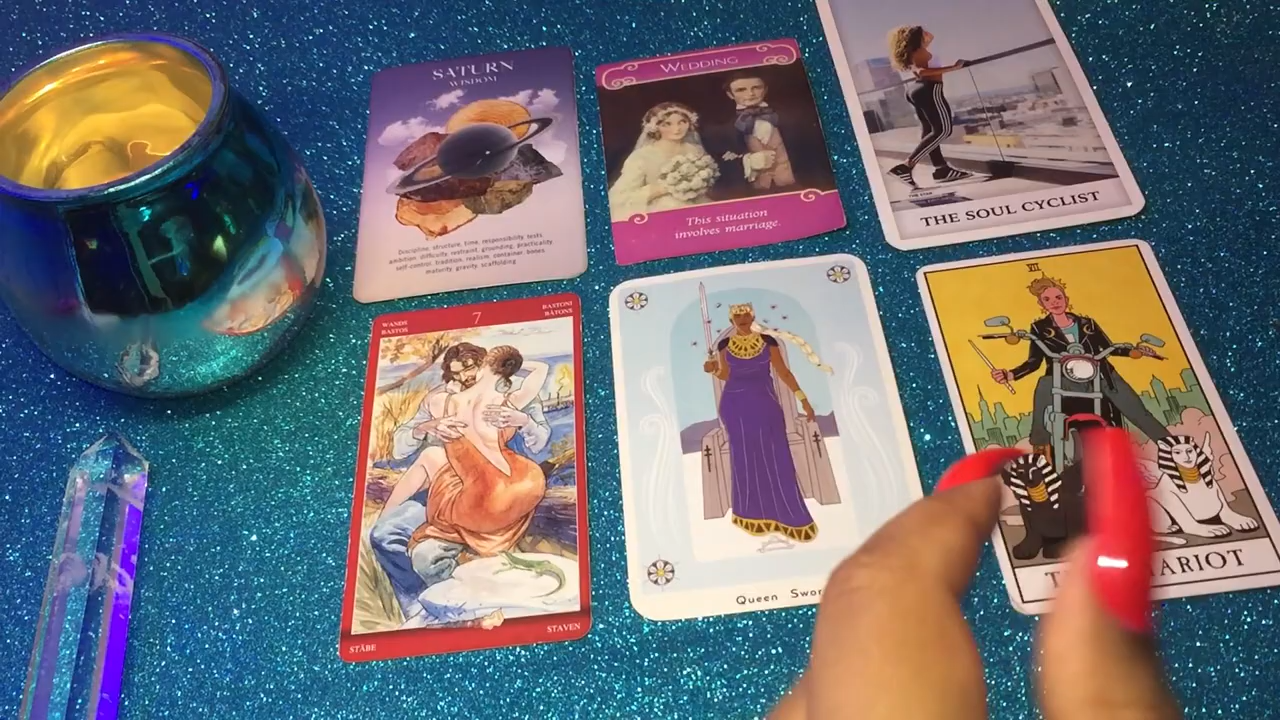 SATURN
WISDOM
Discipline, structure, time, responsibility, tests,
ambition, difficulty, restraint, grounding, practicality
self-control, tradition, realism, container, bones,
maturity, gravity, scaffolding
WEDDING
This situation
involves marriage.
THE SOUL CYCLIST
WANDS
BASTOS
7
BASTONI
BÂTONS
STÄBE
STAVEN
Queen
VII